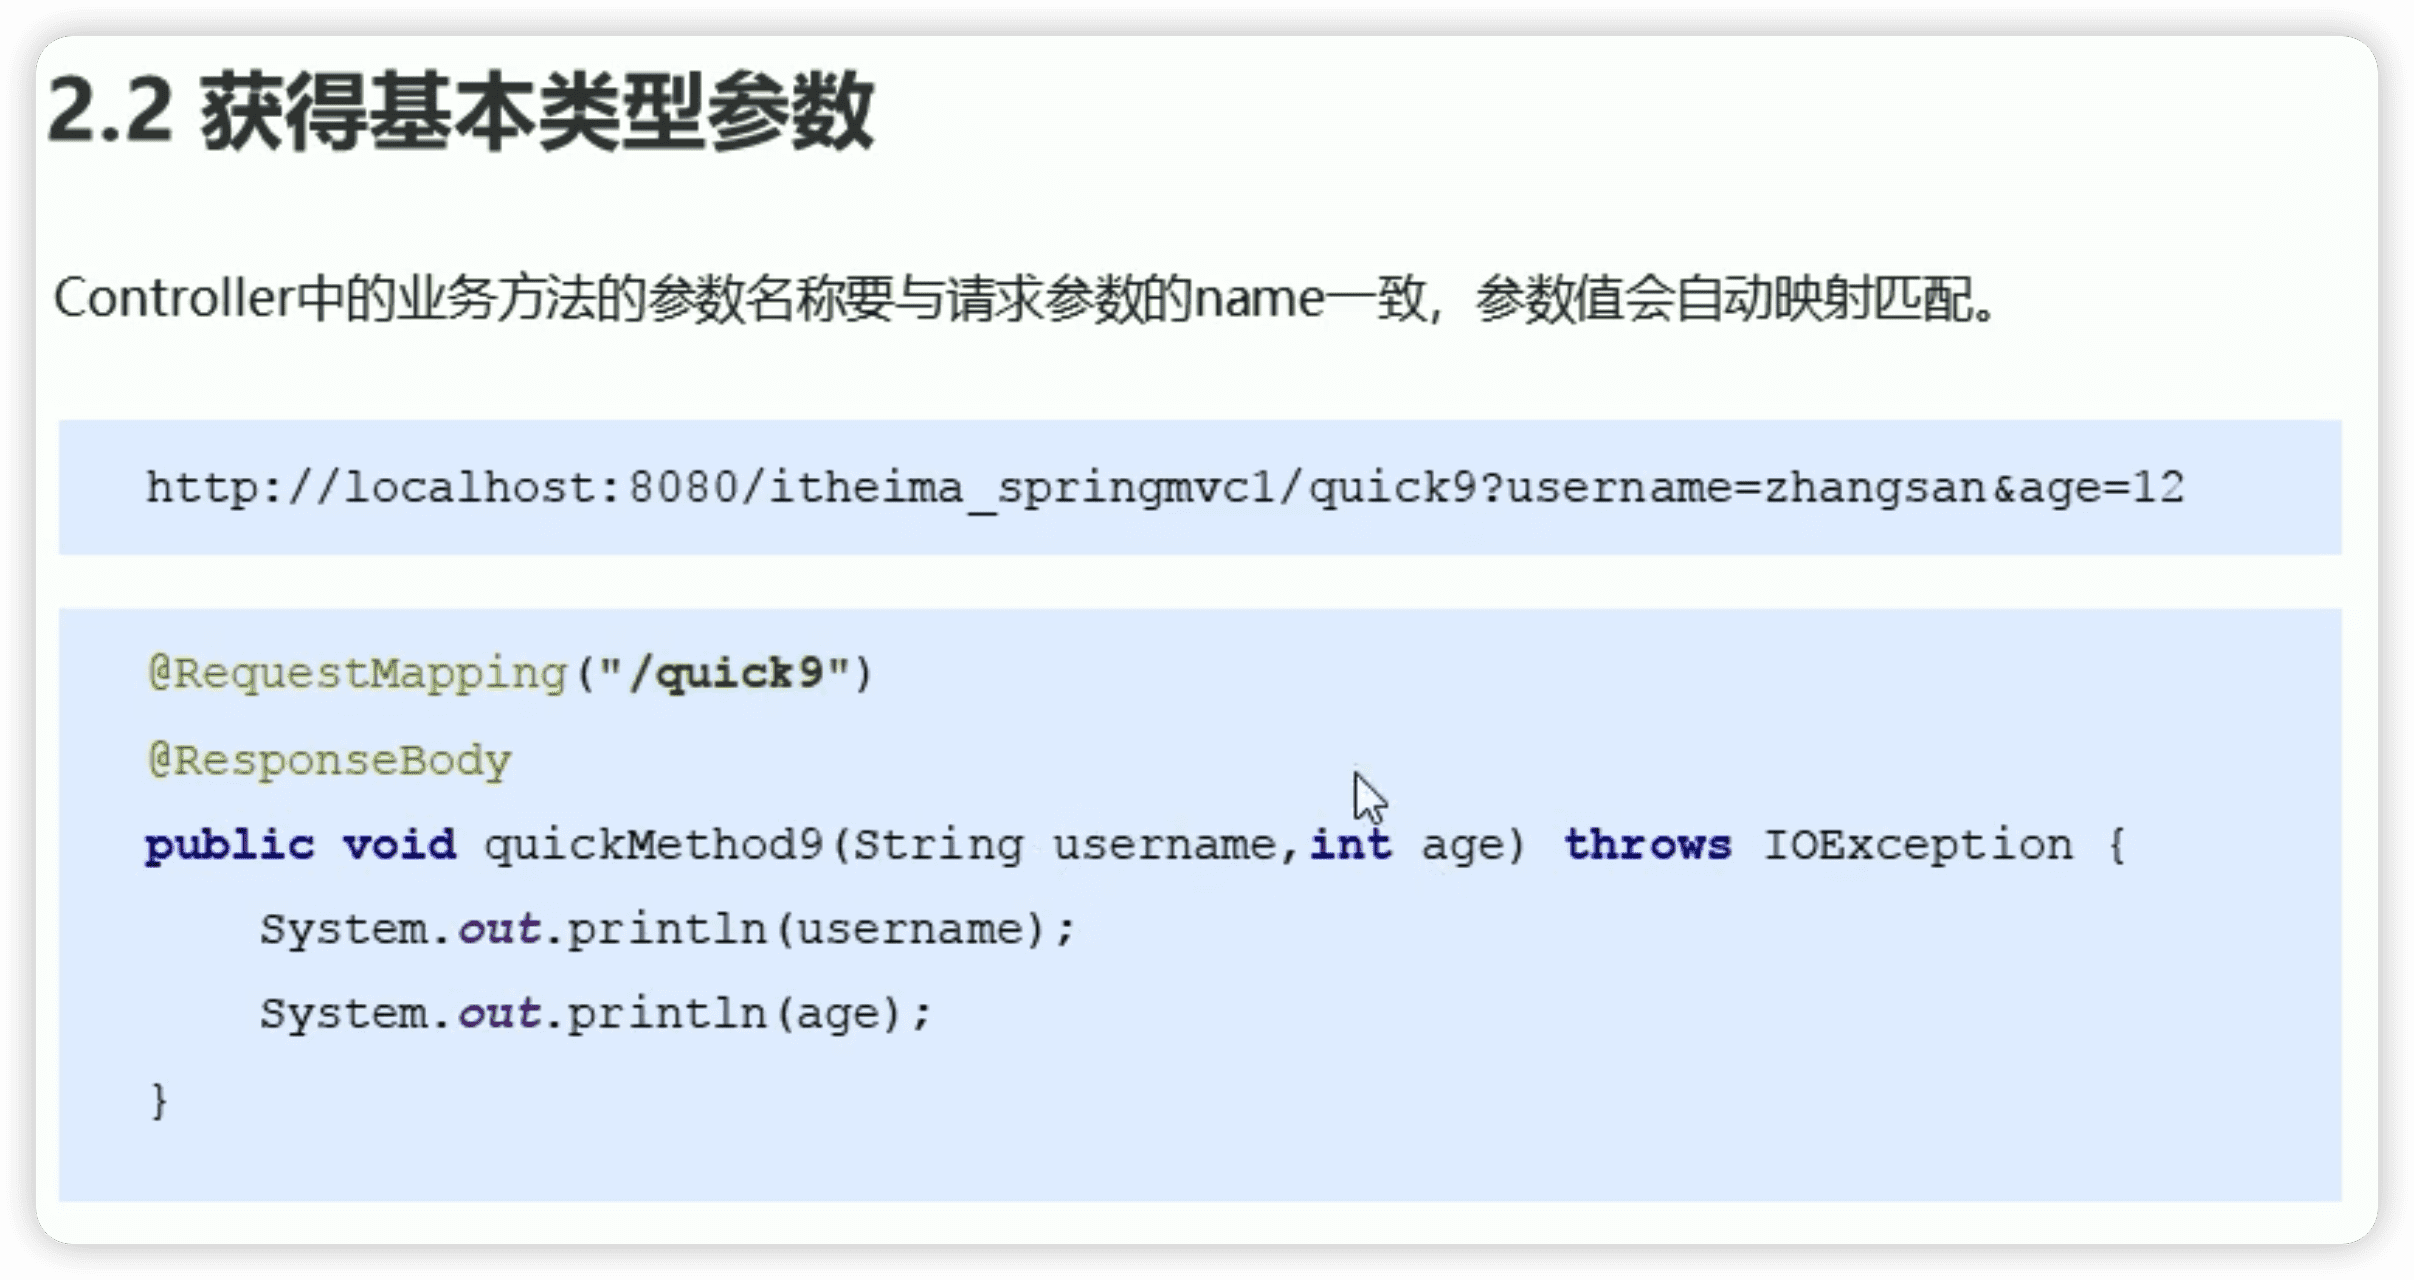 2.2 获得基本类型参数
Controller中的业务方法的参数名称要与请求参数的name一致，参数值会自动映射匹配。
http://localhost:8080/itheima_springmvc1/quick9?username=zhangsan&age=12
@RequestMapping("/quick9")
@ResponseBody
public void quickMethod9(String username,int age) throws IOException {
    System.out.println(username);
    System.out.println(age);
}